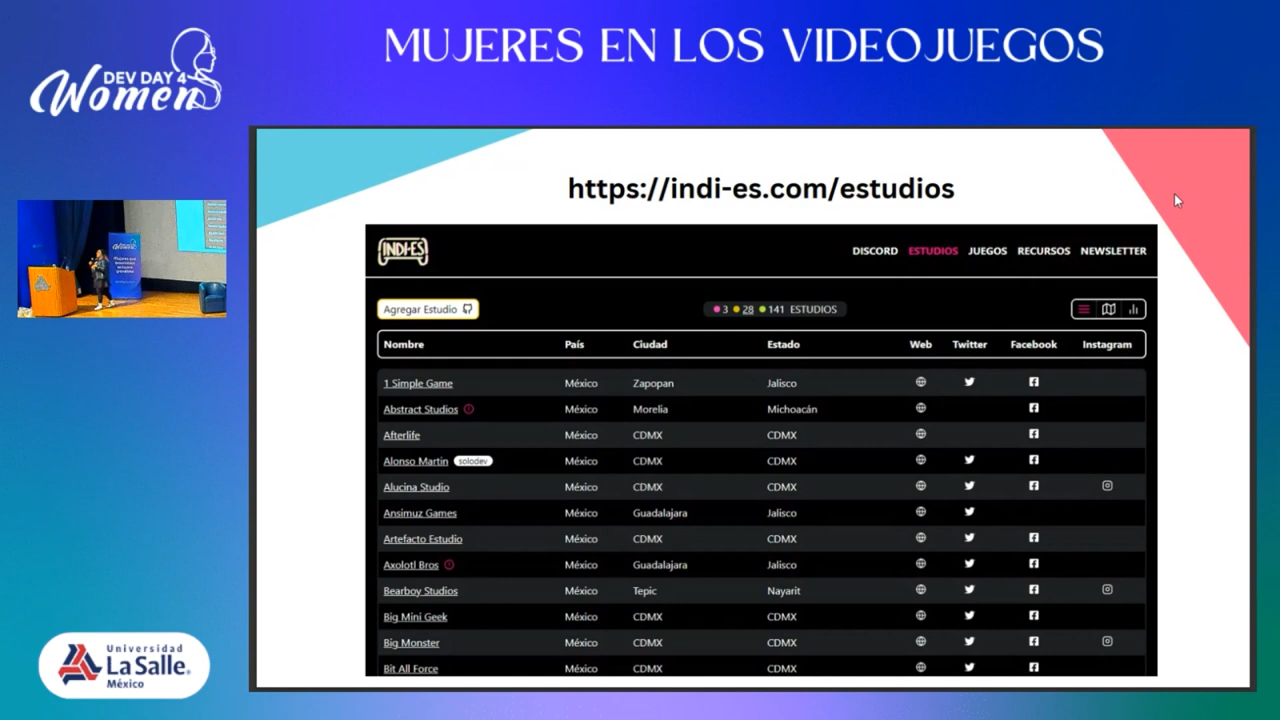 DEV DAY 4
Women
MUJERES EN LOS VIDEOJUEGOS
https://indi-es.com/estudios
INDI-ES
DISCORD ESTUDIOS JUEGOS RECURSOS NEWSLETTER
Agregar Estudio
3 28 141 ESTUDIOS
Nombre País Ciudad Estado Web Twitter Facebook Instagram
1 Simple Game México Zapopan Jalisco
Abstract Studios México Morelia Michoacán
Afterlife México CDMX CDMX
Alonso Martin solodev México CDMX CDMX
Alucina Studio México CDMX CDMX
Ansimuz Games México Guadalajara Jalisco
Artefacto Estudio México CDMX CDMX
Axolotl Bros México Guadalajara Jalisco
Bearboy Studios México Tepic Nayarit
Big Mini Geek México CDMX CDMX
Big Monster México CDMX CDMX
Bit All Force México CDMX CDMX
Universidad
La Salle®
México